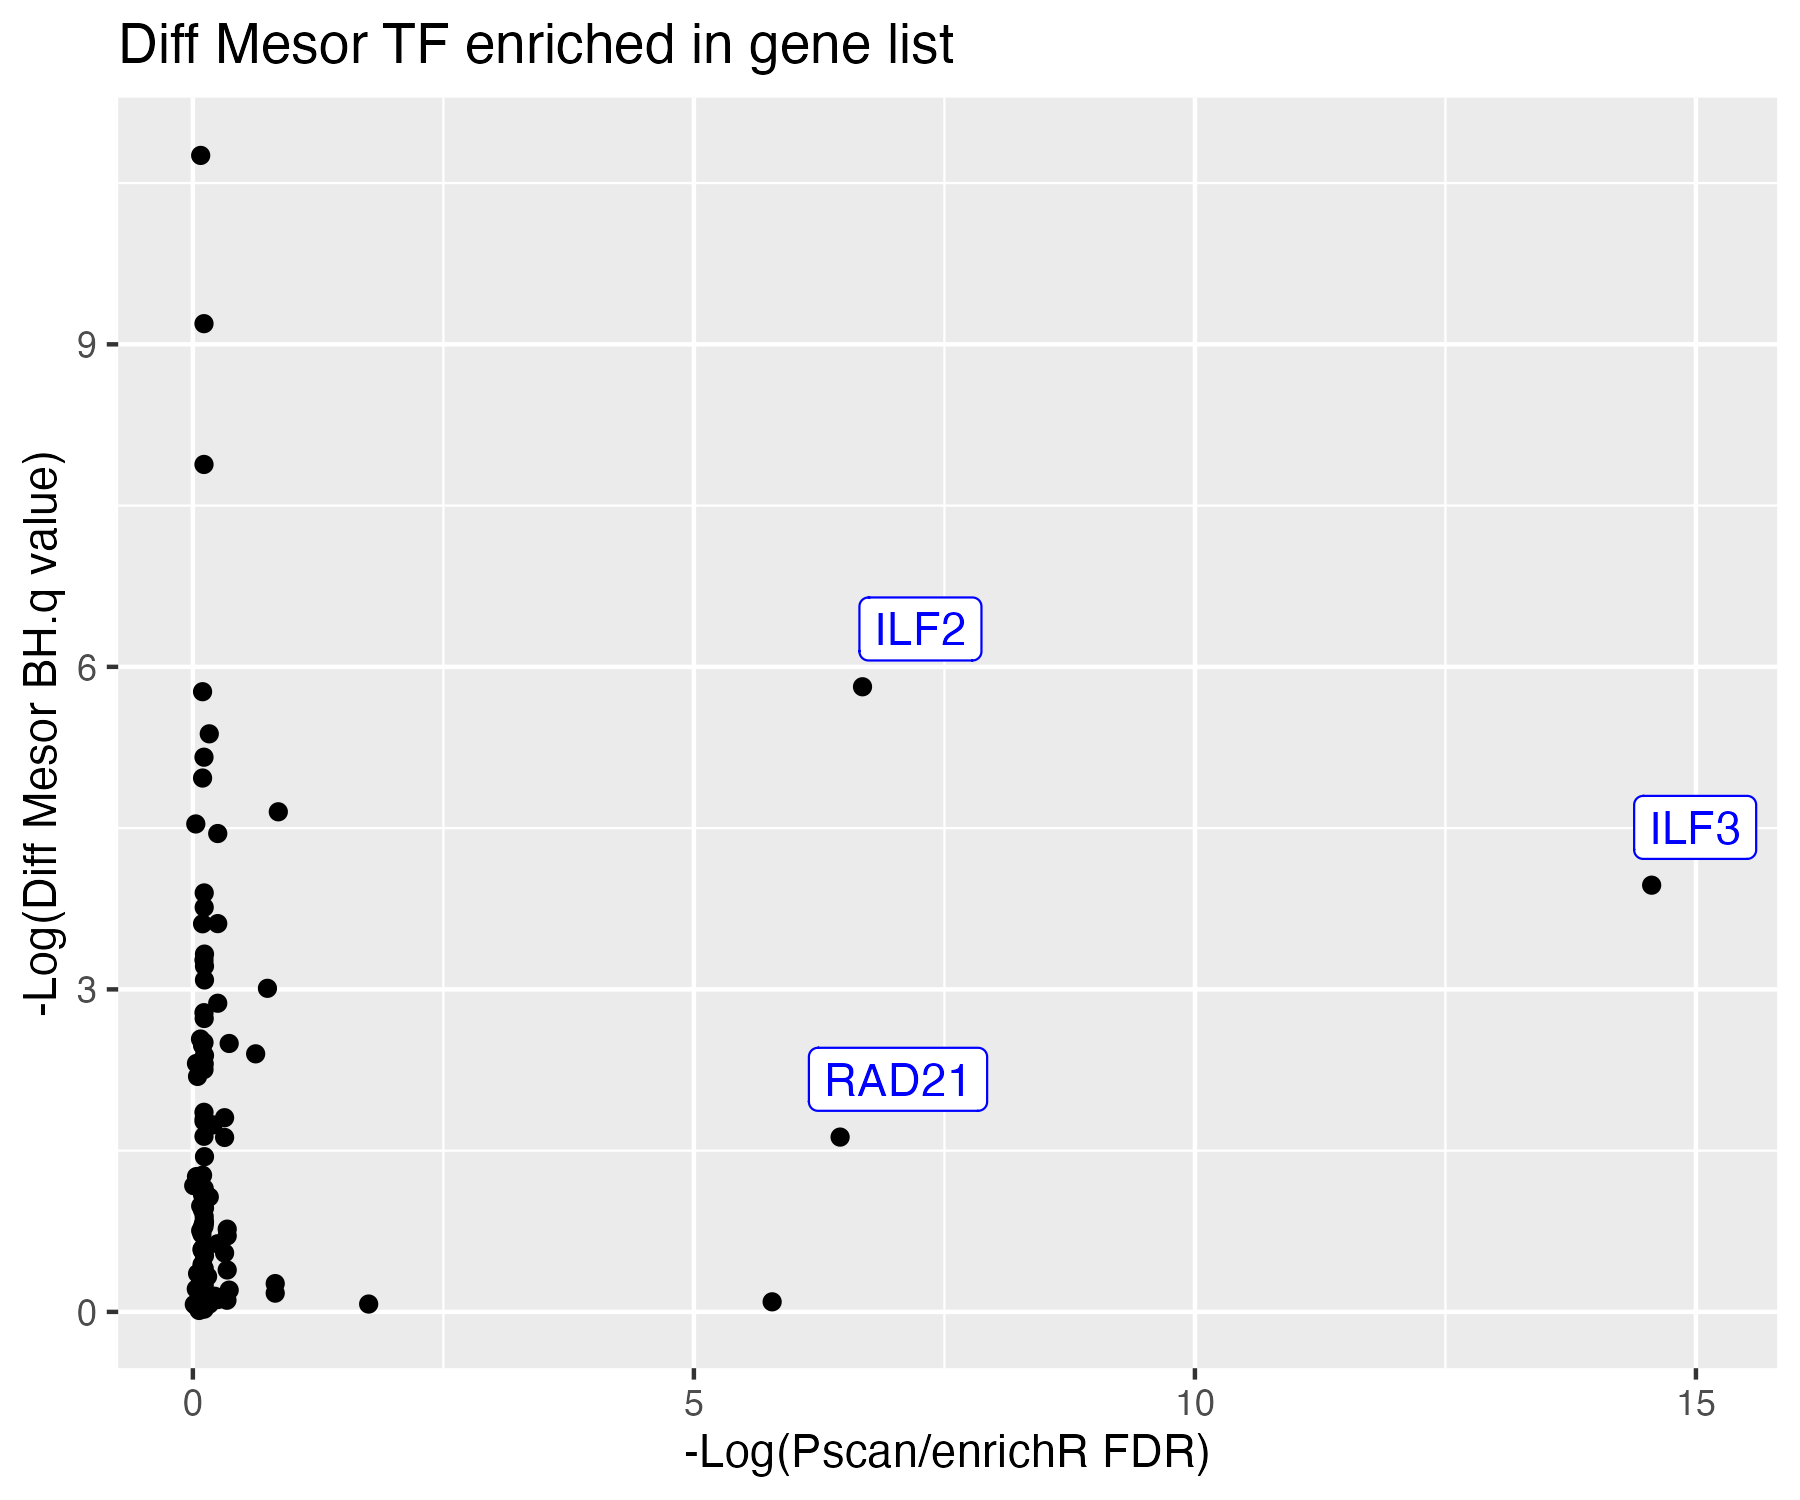 Diff Mesor TF enriched in gene list
-Log(Diff Mesor BH.q value)
9
6
3
0
ILF2
ILF3
RAD21
0
5
10
15
-Log(Pscan/enrichR FDR)